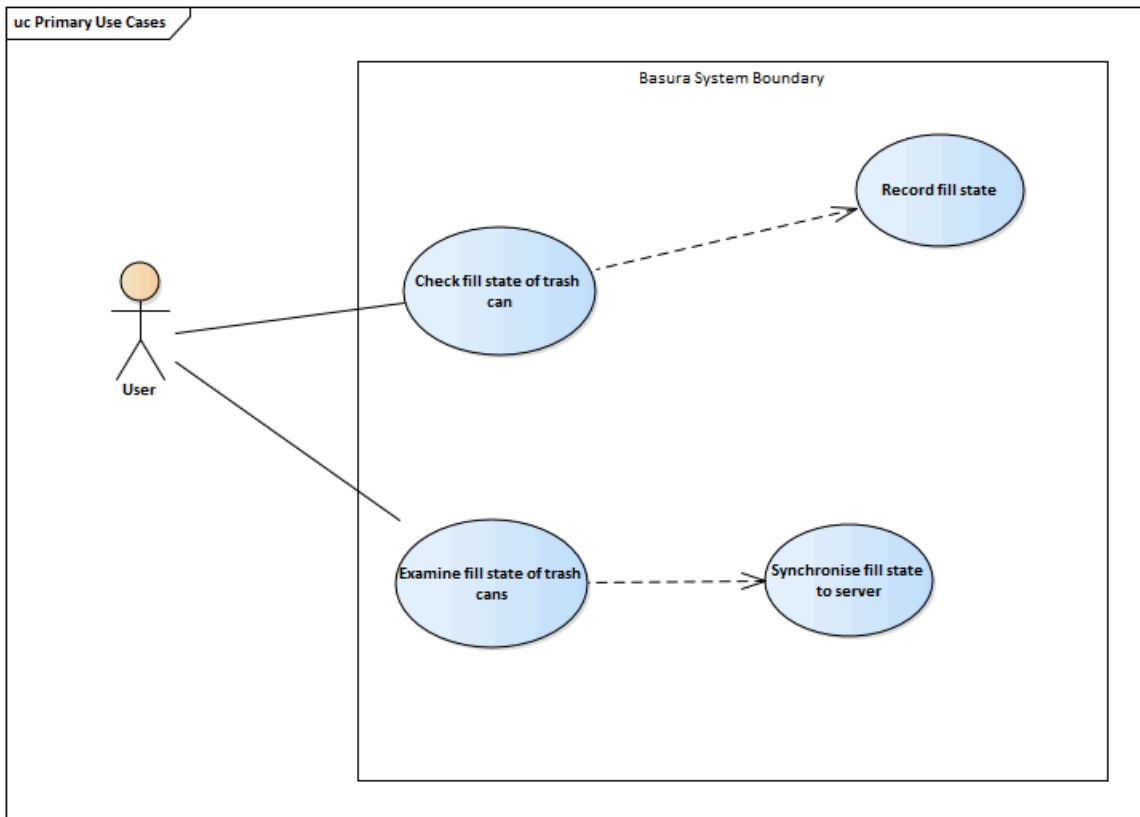 uc Primary Use Cases
Basura System Boundary
Record fill state
Check fill state of trash
can
User
Examine fill state of trash
cans
Synchronise fill state
to server